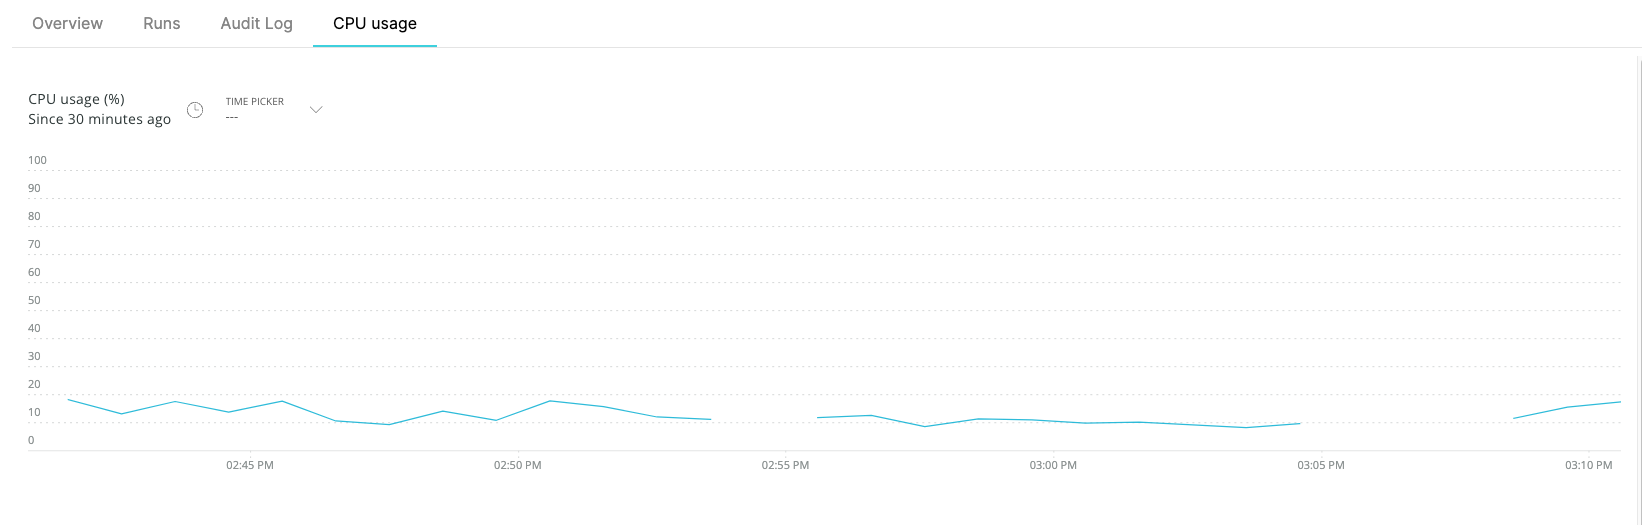 Overview Runs Audit Log CPU usage
CPU usage (%)
Since 30 minutes ago
TIME PICKER
---
100
90
80
70
60
50
40
30
20
10
0
02:45 PM 02:50 PM 02:55 PM 03:00 PM 03:05 PM 03:10 PM